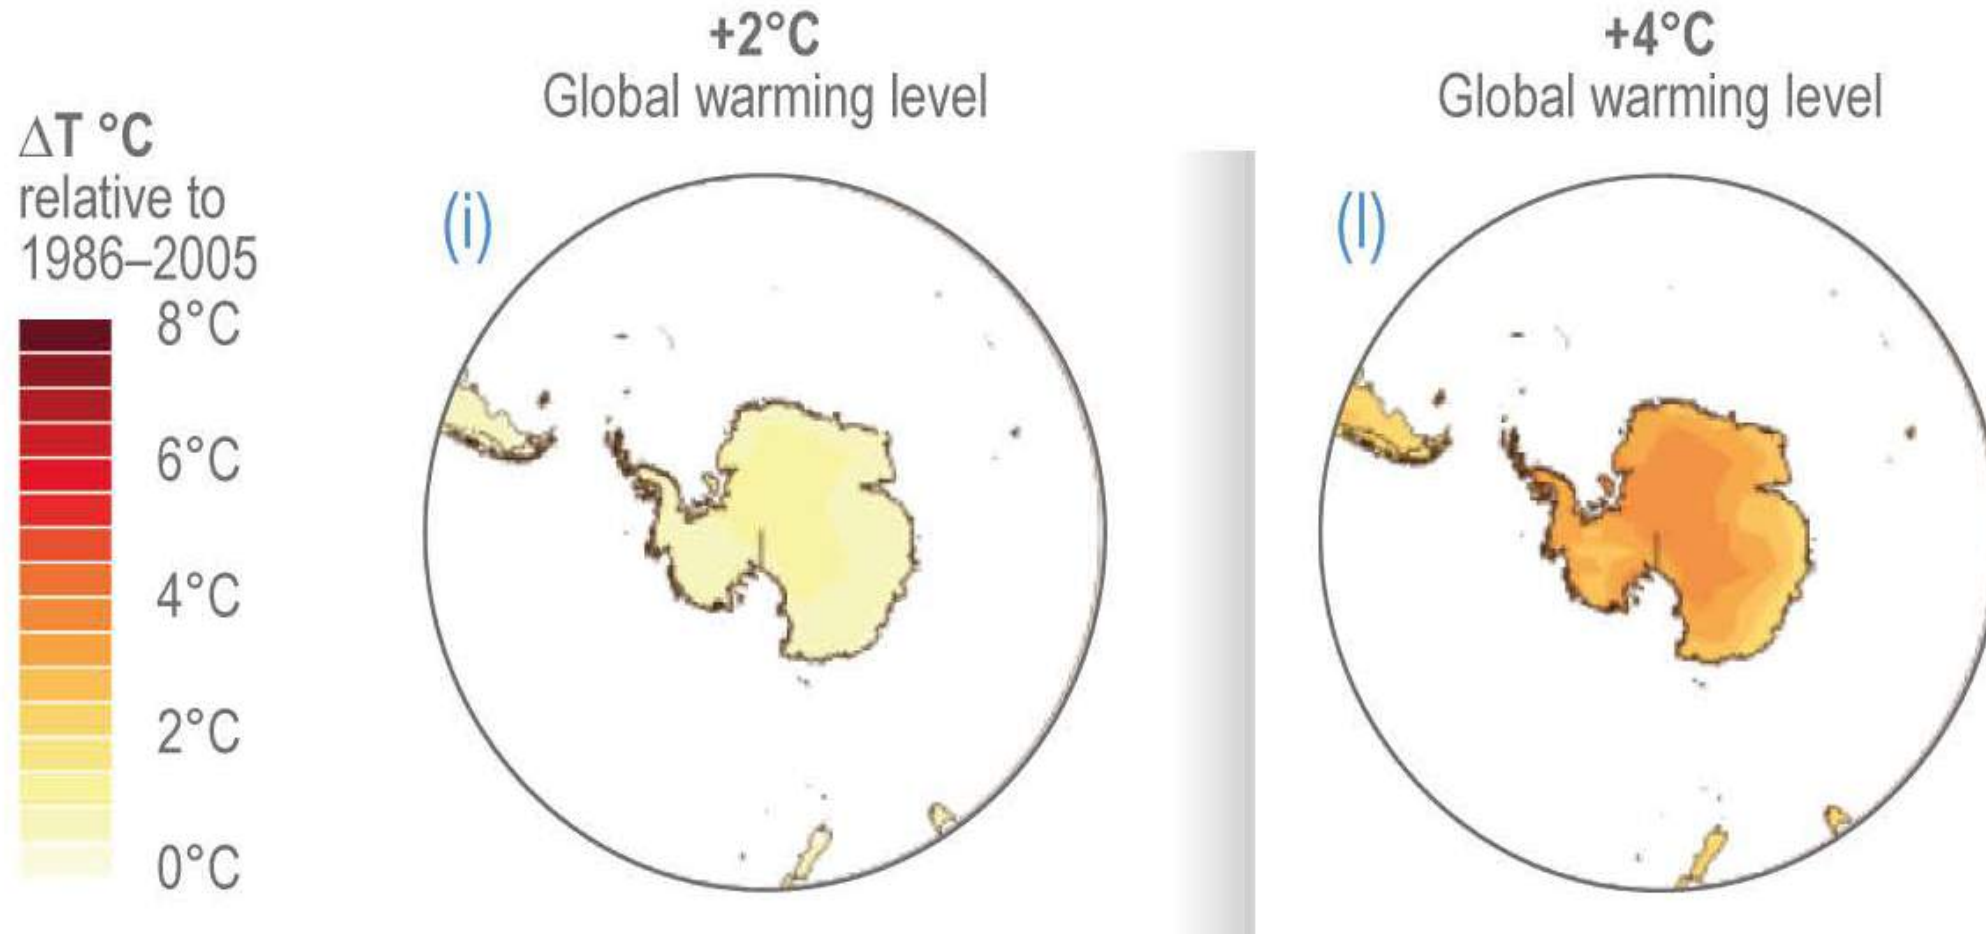 +2°C
Global warming level
+4°C
Global warming level
ΔT °C
relative to
1986–2005
8°C
6°C
4°C
2°C
0°C
(i)
(l)